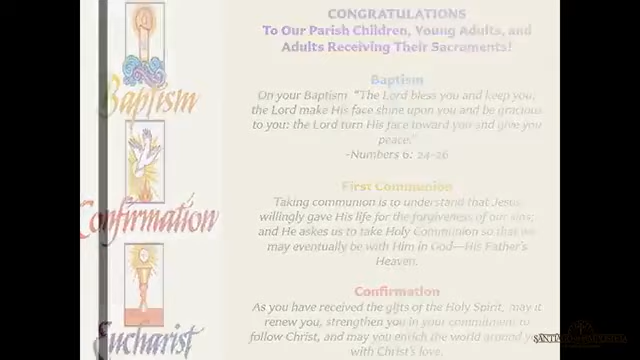 CONGRATULATIONS
To Our Parish Children, Young Adults, and
Adults Receiving Their Sacraments!
Baptism
Baptism
On your Baptism "The Lord bless you and keep you;
the Lord make His face shine upon you and be gracious
to you; the Lord turn His face toward you and give you
peace."
-Numbers 6: 24-26
Confirmation
First Communion
Taking communion is to understand that Jesus
willingly gave His life for the forgiveness of our sins;
and He asks us to take Holy Communion so that we
may eventually be with Him in God—His Father's
Heaven.
Eucharist
Confirmation
As you have received the gifts of the Holy Spirit, may it
renew you, strengthen you in your commitment to
follow Christ, and may you enrich the world around you
with Christ's love.